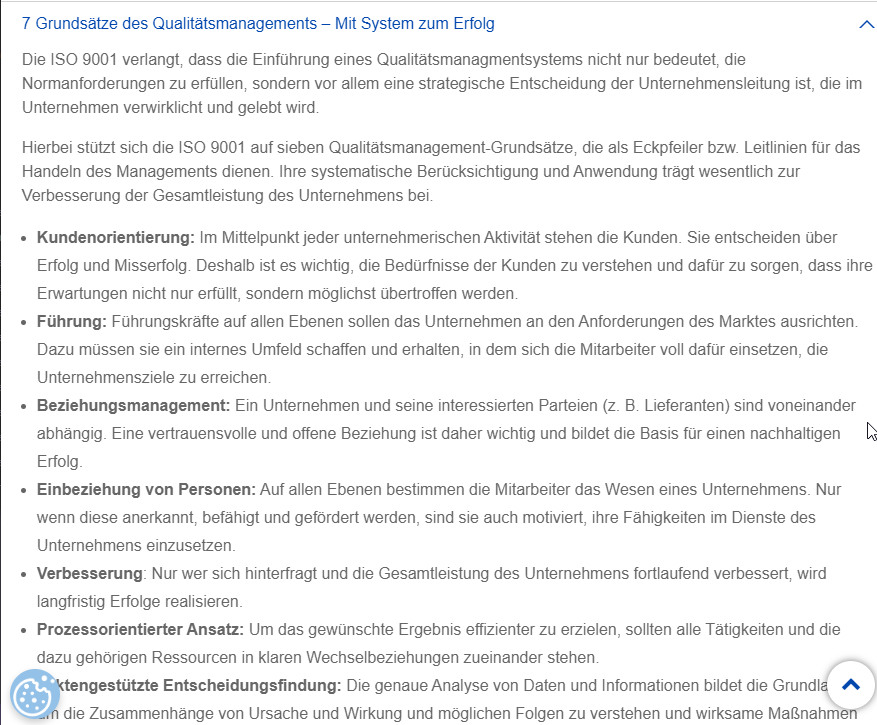 7 Grundsätze des Qualitätsmanagements – Mit System zum Erfolg
Die ISO 9001 verlangt, dass die Einführung eines Qualitätsmanagmentsystems nicht nur bedeutet, die
Normanforderungen zu erfüllen, sondern vor allem eine strategische Entscheidung der Unternehmensleitung ist, die im
Unternehmen verwirklicht und gelebt wird.
Hierbei stützt sich die ISO 9001 auf sieben Qualitätsmanagement-Grundsätze, die als Eckpfeiler bzw. Leitlinien für das
Handeln des Managements dienen. Ihre systematische Berücksichtigung und Anwendung trägt wesentlich zur
Verbesserung der Gesamtleistung des Unternehmens bei.
• Kundenorientierung: Im Mittelpunkt jeder unternehmerischen Aktivität stehen die Kunden. Sie entscheiden über
Erfolg und Misserfolg. Deshalb ist es wichtig, die Bedürfnisse der Kunden zu verstehen und dafür zu sorgen, dass ihre
Erwartungen nicht nur erfüllt, sondern möglichst übertroffen werden.
• Führung: Führungskräfte auf allen Ebenen sollen das Unternehmen an den Anforderungen des Marktes ausrichten.
Dazu müssen sie ein internes Umfeld schaffen und erhalten, in dem sich die Mitarbeiter voll dafür einsetzen, die
Unternehmensziele zu erreichen.
• Beziehungsmanagement: Ein Unternehmen und seine interessierten Parteien (z. B. Lieferanten) sind voneinander
abhängig. Eine vertrauensvolle und offene Beziehung ist daher wichtig und bildet die Basis für einen nachhaltigen
Erfolg.
• Einbeziehung von Personen: Auf allen Ebenen bestimmen die Mitarbeiter das Wesen eines Unternehmens. Nur
wenn diese anerkannt, befähigt und gefördert werden, sind sie auch motiviert, ihre Fähigkeiten im Dienste des
Unternehmens einzusetzen.
• Verbesserung: Nur wer sich hinterfragt und die Gesamtleistung des Unternehmens fortlaufend verbessert, wird
langfristig Erfolge realisieren.
• Prozessorientierter Ansatz: Um das gewünschte Ergebnis effizienter zu erzielen, sollten alle Tätigkeiten und die
dazu gehörigen Ressourcen in klaren Wechselbeziehungen zueinander stehen.
ktengestützte Entscheidungsfindung: Die genaue Analyse von Daten und Informationen bildet die Grundla
die Zusammenhänge von Ursache und Wirkung und möglichen Folgen zu verstehen und wirksame Maßnahmen